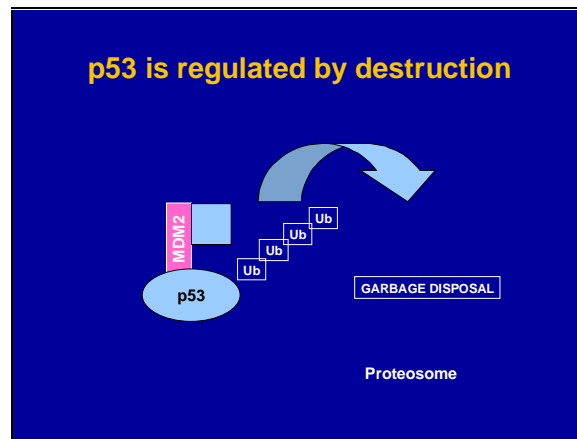 p53 is regulated by destruction
MDM2
Ub
Ub
Ub
Ub
p53
GARBAGE DISPOSAL
Proteosome